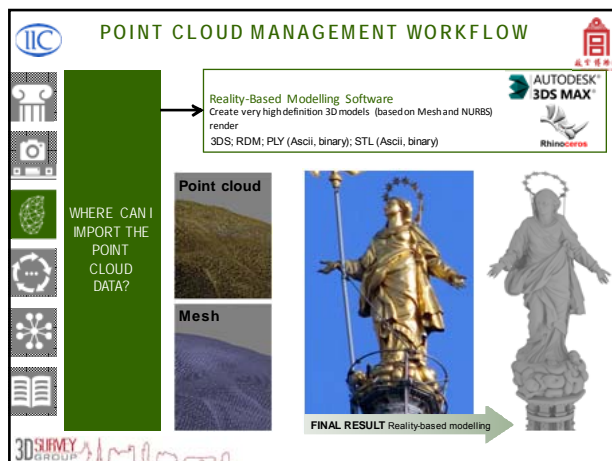 IIC
POINT CLOUD MANAGEMENT WORKFLOW
Reality-Based Modelling Software
Create very high definition 3D models (based on Mesh and NURBS)
render
3DS; RDM; PLY (Ascii, binary); STL (Ascii, binary)
AUTODESK®
3DS MAX®
Rhinoceros
WHERE CAN I
IMPORT THE
POINT
CLOUD
DATA?
Point cloud
Mesh
FINAL RESULT Reality-based modelling
3D SURVEY
GROUP